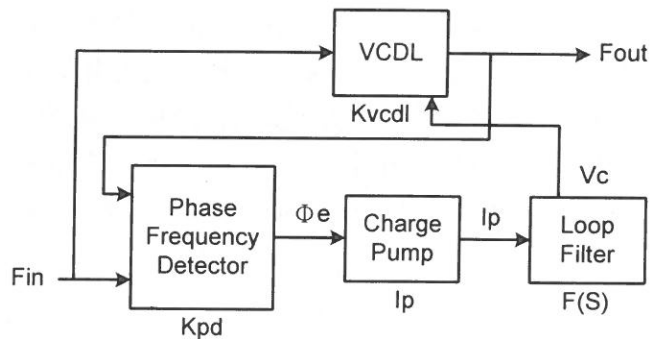 VCDL
Fout
Kvcdl
Vc
Phase
Frequency
Detector
Φe
Charge
Pump
Ip
Loop
Filter
Fin
Kpd
Ip
F(S)